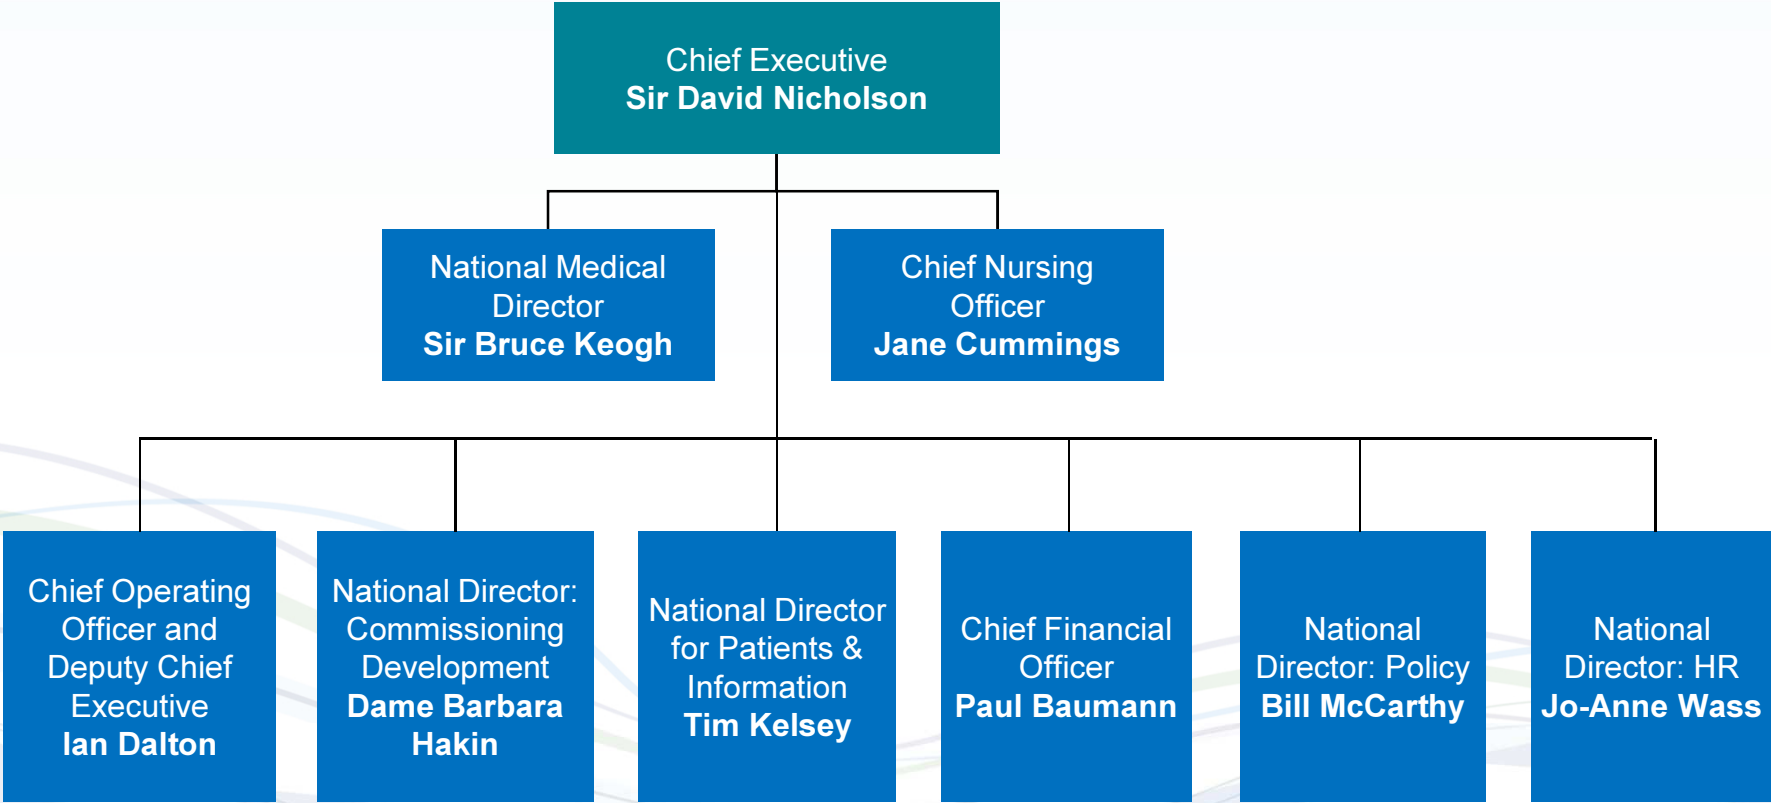 Chief Executive
Sir David Nicholson
National Medical
Director
Sir Bruce Keogh
Chief Nursing
Officer
Jane Cummings
Chief Operating
Officer and
Deputy Chief
Executive
Ian Dalton
National Director:
Commissioning
Development
Dame Barbara
Hakin
National Director
for Patients &
Information
Tim Kelsey
Chief Financial
Officer
Paul Baumann
National
Director: Policy
Bill McCarthy
National
Director: HR
Jo-Anne Wass